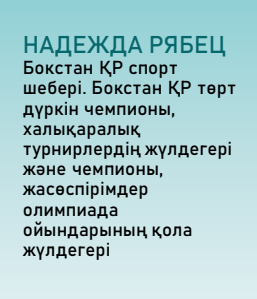 НАДЕЖДА РЯБЕЦ
Бокстан ҚР спорт
шебері. Бокстан ҚР төрт
дүркін чемпионы,
халықаралық
турнирлердің жүлдегері
және чемпионы,
жасөспірімдер
олимпиада
ойындарының қола
жүлдегері